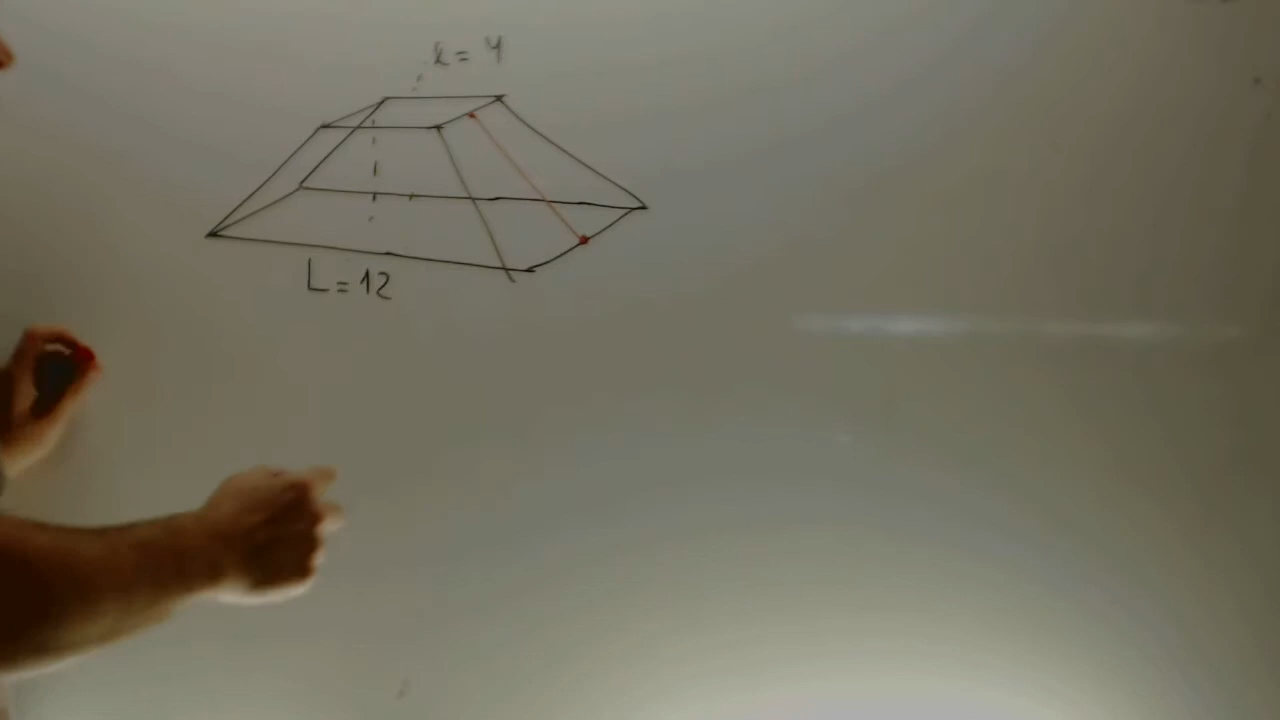 ℓ = 4
L = 12